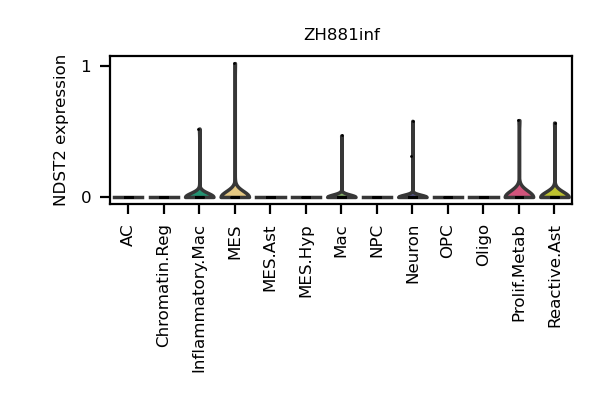 ZH881inf
NDST2 expression
1
0
AC
Chromatin.Reg
Inflammatory.Mac
MES
MES.Ast
MES.Hyp
Mac
NPC
Neuron
OPC
Oligo
Prolif.Metab
Reactive.Ast